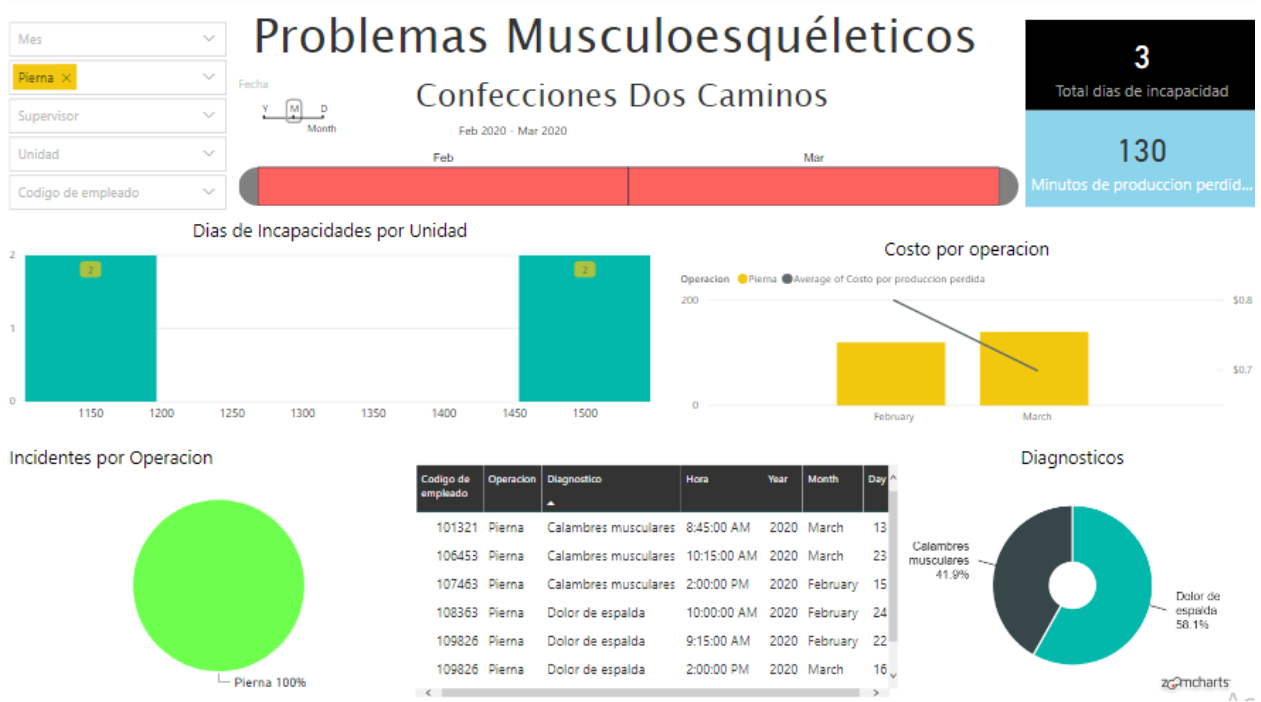 Problemas Musculoesquéleticos
Confecciones Dos Caminos
Mes
Pierna ×
Supervisor
Unidad
Codigo de empleado
Fecha
Y M D
Month
Feb 2020 - Mar 2020
Feb Mar
3
Total dias de incapacidad
130
Minutos de produccion perdid...
Dias de Incapacidades por Unidad
2
1
0
2 2
1150 1200 1250 1300 1350 1400 1450 1500
Costo por operacion
Operacion Pierna Average of Costo por produccion perdida
200 $0.8
$0.7
0
February March
Incidentes por Operacion
Pierna 100%
Codigo de empleado Operacion Diagnostico Hora Year Month Day
101321 Pierna Calambres musculares 8:45:00 AM 2020 March 13
106453 Pierna Calambres musculares 10:15:00 AM 2020 March 23
107463 Pierna Calambres musculares 2:00:00 PM 2020 February 15
108363 Pierna Dolor de espalda 10:00:00 AM 2020 February 24
109826 Pierna Dolor de espalda 9:15:00 AM 2020 February 22
109826 Pierna Dolor de espalda 2:00:00 PM 2020 March 16
Diagnosticos
Calambres
musculares
41.9%
Dolor de
espalda
58.1%
zoomcharts